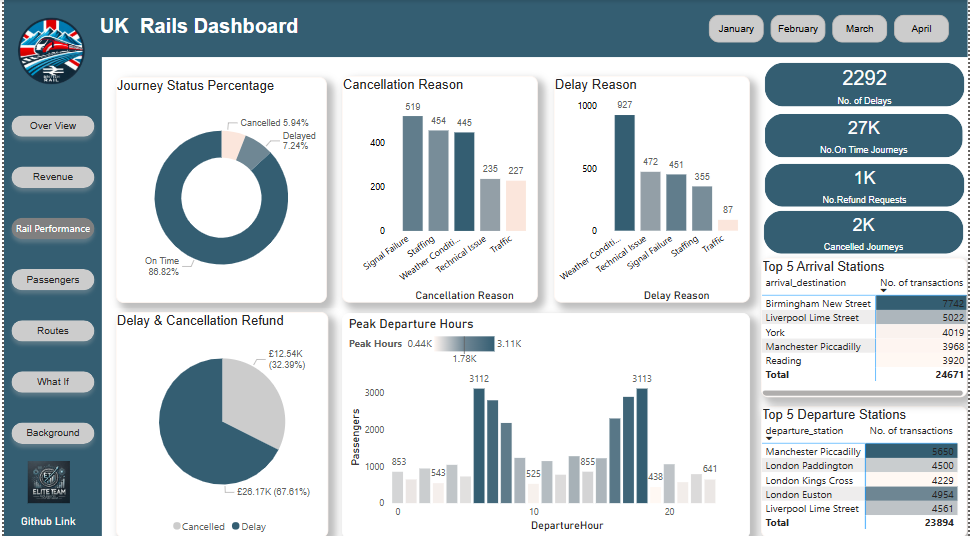 UK Rails Dashboard
January
February
March
April
BRITISH
RAIL
Over View
Revenue
Rail Performance
Passengers
Routes
What If
Background
ELITE TEAM
Github Link
Journey Status Percentage
Cancelled 5.94%
Delayed
7.24%
On Time
86.82%
Cancellation Reason
519
454
445
235
227
400
200
0
Signal Failure
Staffing
Weather Conditi...
Technical Issue
Traffic
Cancellation Reason
Delay Reason
1000
927
500
472
451
355
87
0
Weather Conditi...
Technical Issue
Signal Failure
Staffing
Traffic
Delay Reason
2292
No. of Delays
27K
No.On Time Journeys
1K
No.Refund Requests
2K
Cancelled Journeys
Delay & Cancellation Refund
£12.54K
(32.39%)
£26.17K (67.61%)
Cancelled
Delay
Peak Departure Hours
Peak Hours 0.44K 3.11K
1.78K
3112
3113
3000
2000
1000
0
853
543
525
855
438
641
Passengers
0
10
20
DepartureHour
Top 5 Arrival Stations
arrival_destination No. of transactions
Birmingham New Street 7742
Liverpool Lime Street 5022
York 4019
Manchester Piccadilly 3968
Reading 3920
Total 24671
Top 5 Departure Stations
departure_station No. of transactions
Manchester Piccadilly 5650
London Paddington 4500
London Kings Cross 4229
London Euston 4954
Liverpool Lime Street 4561
Total 23894